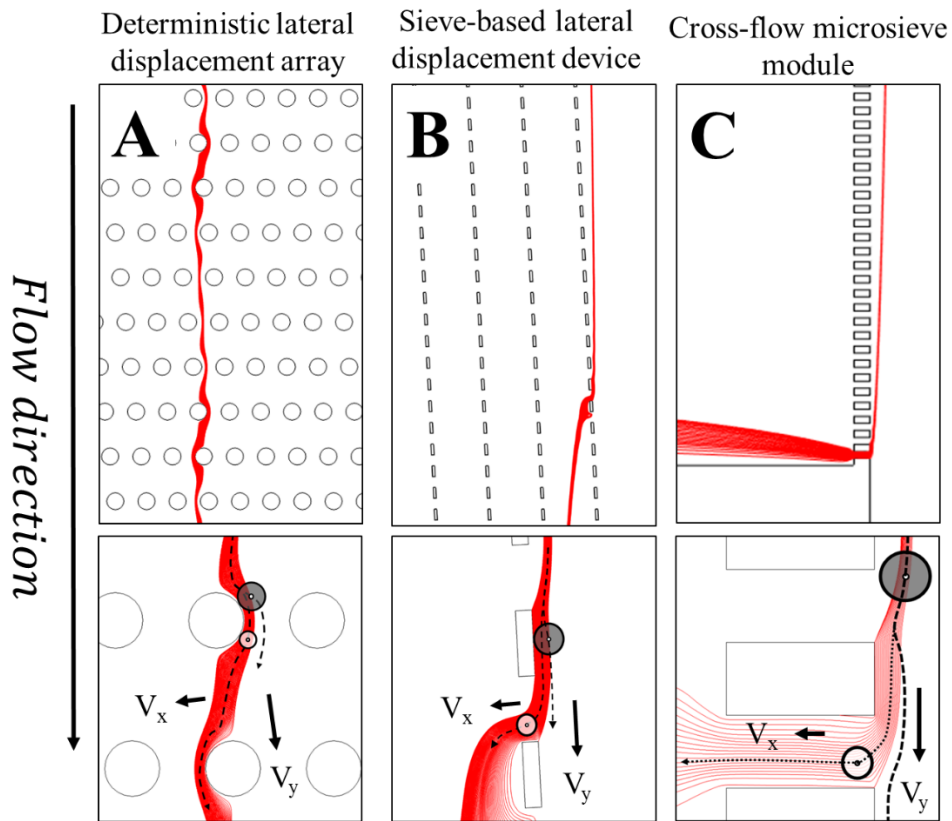 Deterministic lateral
displacement array
Sieve-based lateral
displacement device
Cross-flow microsieve
module
A
B
C
Flow direction
Vx
Vy
Vx
Vy
Vx
Vy